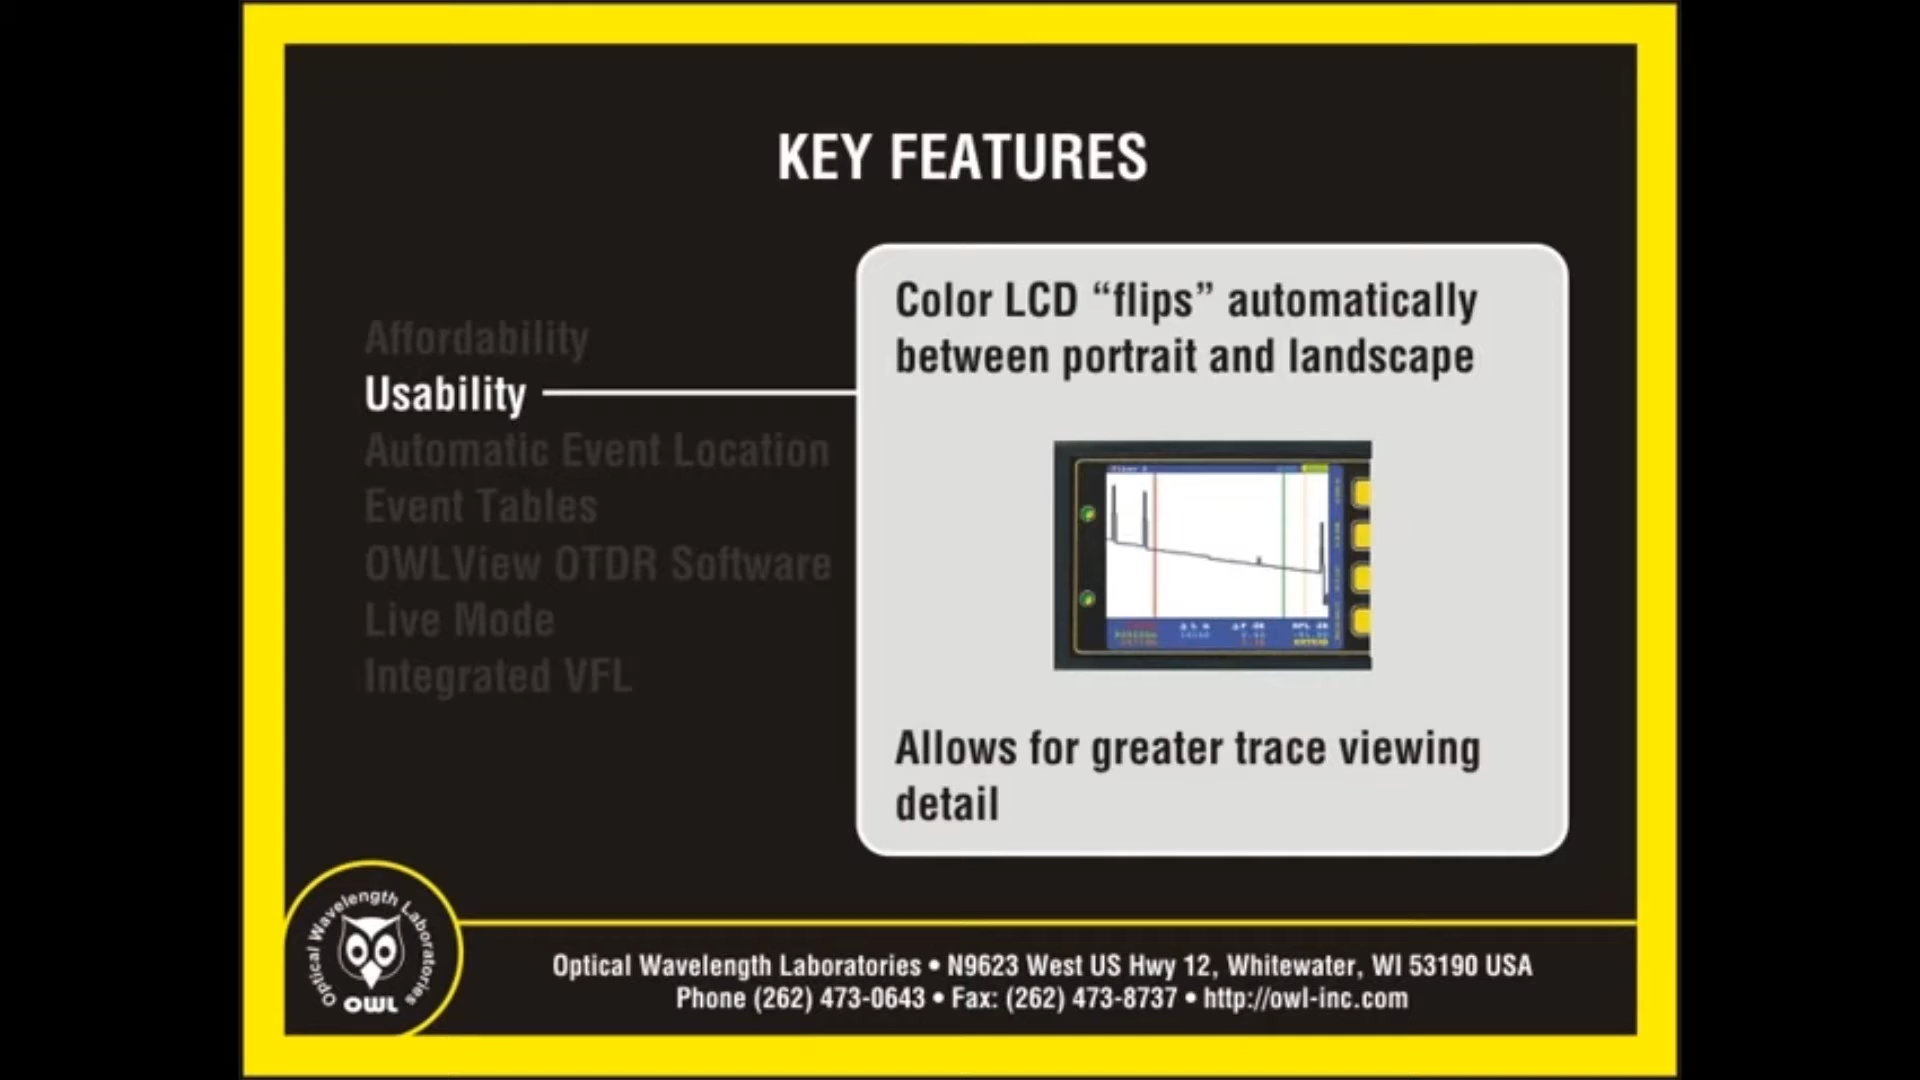 KEY FEATURES
Affordability
Usability
Automatic Event Location
Event Tables
OWLView OTDR Software
Live Mode
Integrated VFL
Color LCD “flips” automatically
between portrait and landscape
Allows for greater trace viewing
detail
Optical Wavelength Laboratories
OWL
Optical Wavelength Laboratories • N9623 West US Hwy 12, Whitewater, WI 53190 USA
Phone (262) 473-0643 • Fax: (262) 473-8737 • http://owl-inc.com